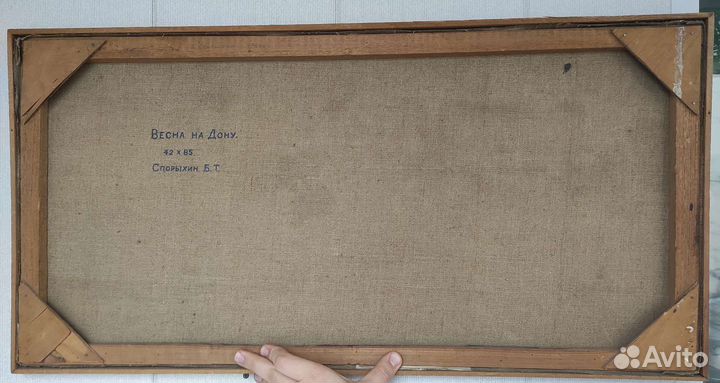 Весна на Дону.
42 x 85.
Спорыхин Б.Т.
Avito